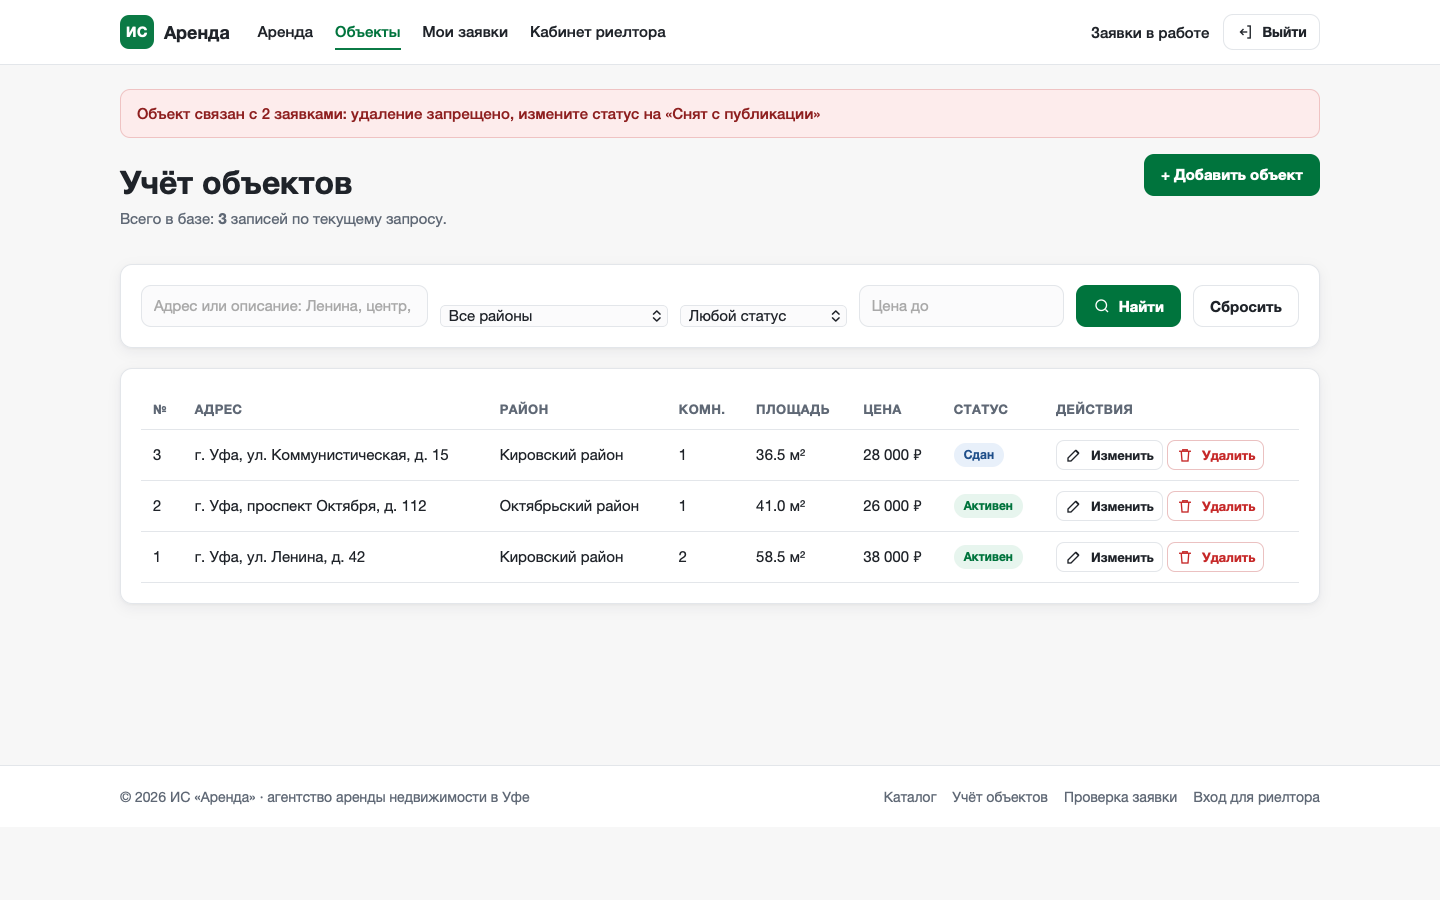 ИС Аренда Аренда Объекты Мои заявки Кабинет риелтора Заявки в работе Выйти
Объект связан с 2 заявками: удаление запрещено, измените статус на «Снят с публикации»
Учёт объектов
+ Добавить объект
Всего в базе: 3 записей по текущему запросу.
Адрес или описание: Ленина, центр, Все районы Любой статус Цена до Найти Сбросить
№ АДРЕС РАЙОН КОМН. ПЛОЩАДЬ ЦЕНА СТАТУС ДЕЙСТВИЯ
3 г. Уфа, ул. Коммунистическая, д. 15 Кировский район 1 36.5 м² 28 000 ₽ Сдан Изменить Удалить
2 г. Уфа, проспект Октября, д. 112 Октябрьский район 1 41.0 м² 26 000 ₽ Активен Изменить Удалить
1 г. Уфа, ул. Ленина, д. 42 Кировский район 2 58.5 м² 38 000 ₽ Активен Изменить Удалить
© 2026 ИС «Аренда» · агентство аренды недвижимости в Уфе Каталог Учёт объектов Проверка заявки Вход для риелтора